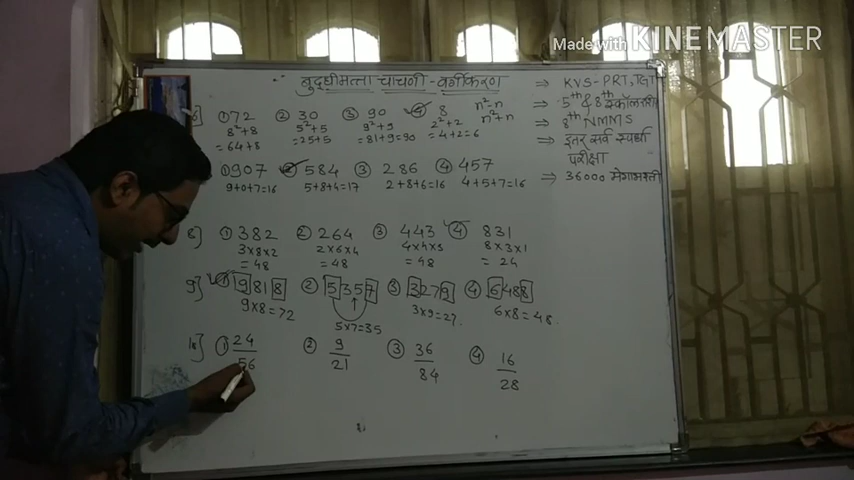 Made with KINEMASTER
∴ बुद्धीमत्ता चाचणी - वर्गीकरण
① 72 ② 30 ③ 90 ④ 8 n²-n
8²+8 5²+5 9²+9 2²+2 n²+n
= 64+8 = 25+5 = 81+9=90 = 4+2=6
① 907 ② 584 ③ 286 ④ 457
9+0+7=16 5+8+4=17 2+8+6=16 4+5+7=16
8] ① 382 ② 264 ③ 443 ④ 831
3×8×2 2×6×4 4×4×3 8×3×1
= 48 = 48 = 48 = 24
9] ① 9818 ② 5357 ③ 3279 ④ 6488
9×8=72 5×7=35 3×9=27 6×8=48
10] ① 24/56 ② 9/21 ③ 36/84 ④ 16/28
⇒ KVS-PRT, TGT
⇒ 5th & 8th स्कॉलरशीप
⇒ 8th NMMS
⇒ इतर सर्व स्पर्धा
परीक्षा
⇒ 36000 मेगाभरती